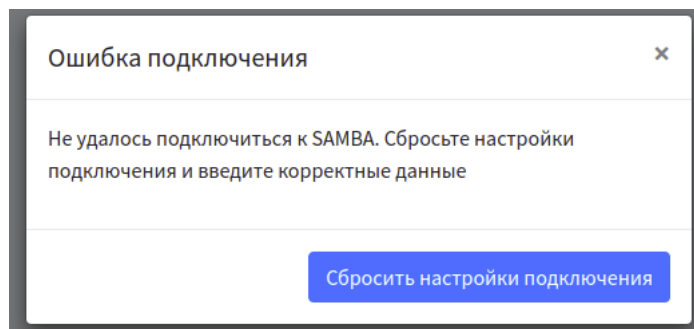 Ошибка подключения
×
Не удалось подключиться к SAMBA. Сбросьте настройки
подключения и введите корректные данные
Сбросить настройки подключения